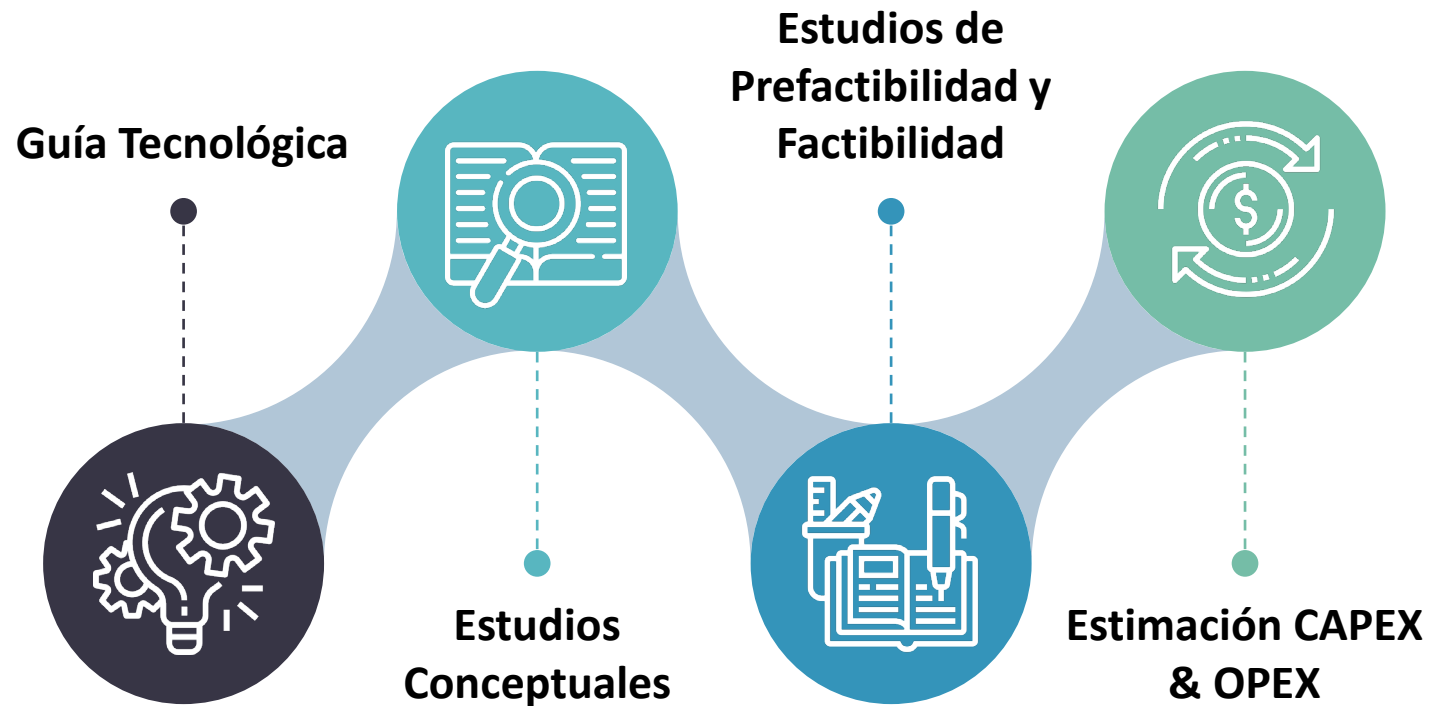 Guía Tecnológica
Estudios
Conceptuales
Estudios de
Prefactibilidad y
Factibilidad
$
Estimación CAPEX
& OPEX